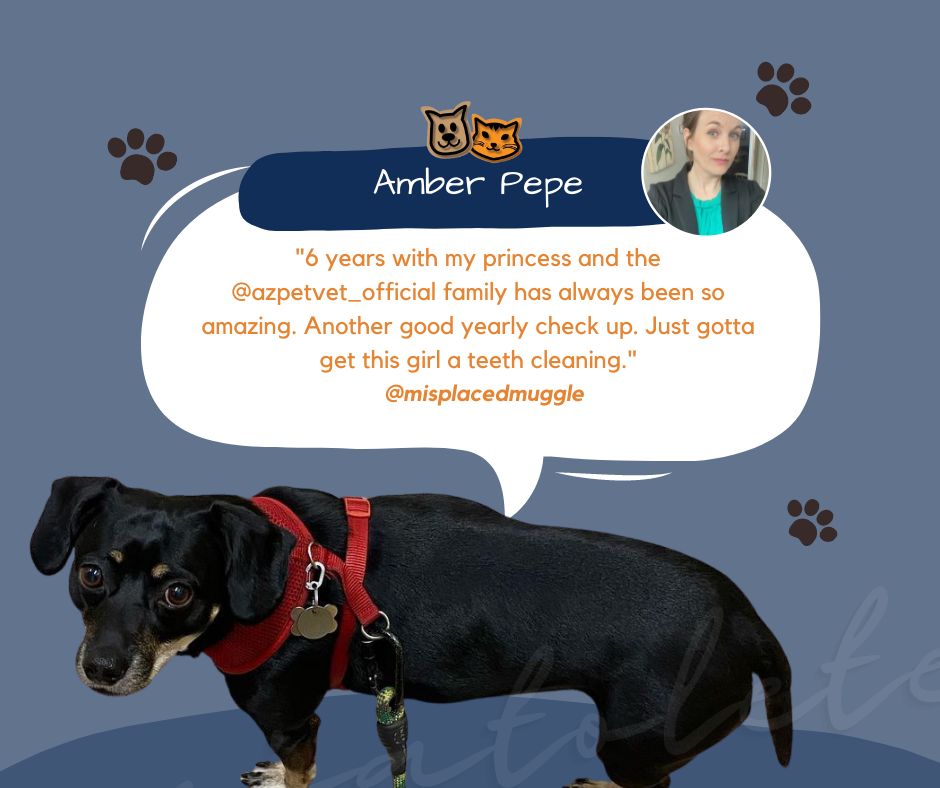 Amber Pepe
"6 years with my princess and the
@azpetvet_official family has always been so
amazing. Another good yearly check up. Just gotta
get this girl a teeth cleaning."
@misplacedmuggle